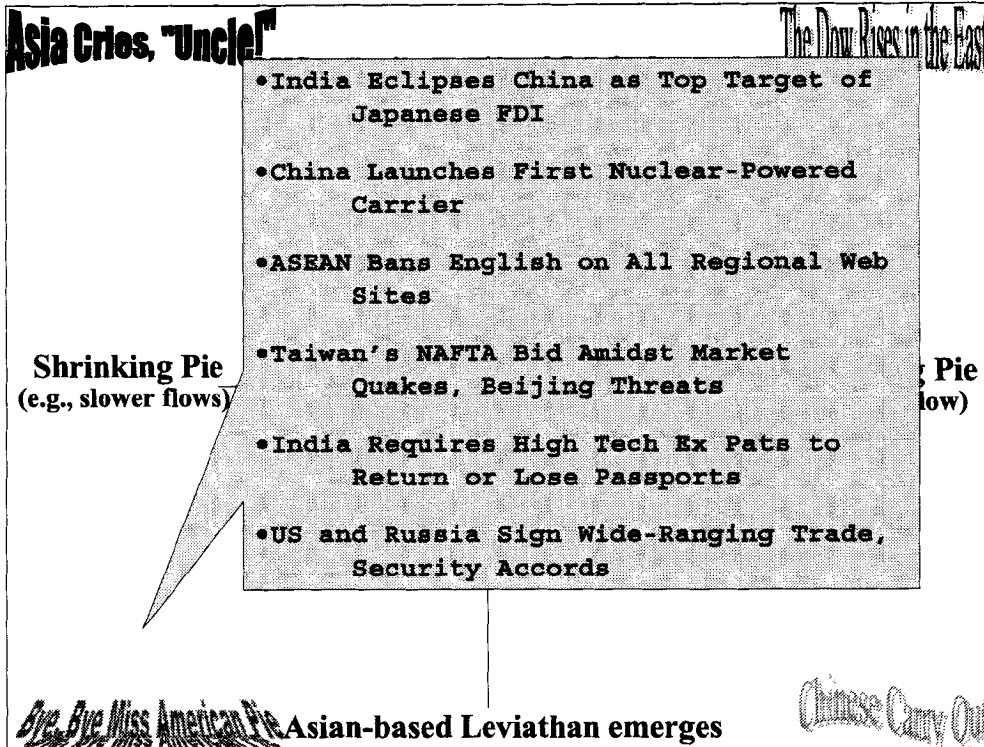 Asia Cries, "Uncle!"
The Dow Rises in the East
•India Eclipses China as Top Target of
Japanese FDI
•China Launches First Nuclear-Powered
Carrier
•ASEAN Bans English on All Regional Web
Sites
Shrinking Pie
(e.g., slower flows)
•Taiwan's NAFTA Bid Amidst Market
Quakes, Beijing Threats
Pie
low)
•India Requires High Tech Ex Pats to
Return or Lose Passports
•US and Russia Sign Wide-Ranging Trade,
Security Accords
Bye, Bye Miss American Pie
Asian-based Leviathan emerges
Chinese Carry Out